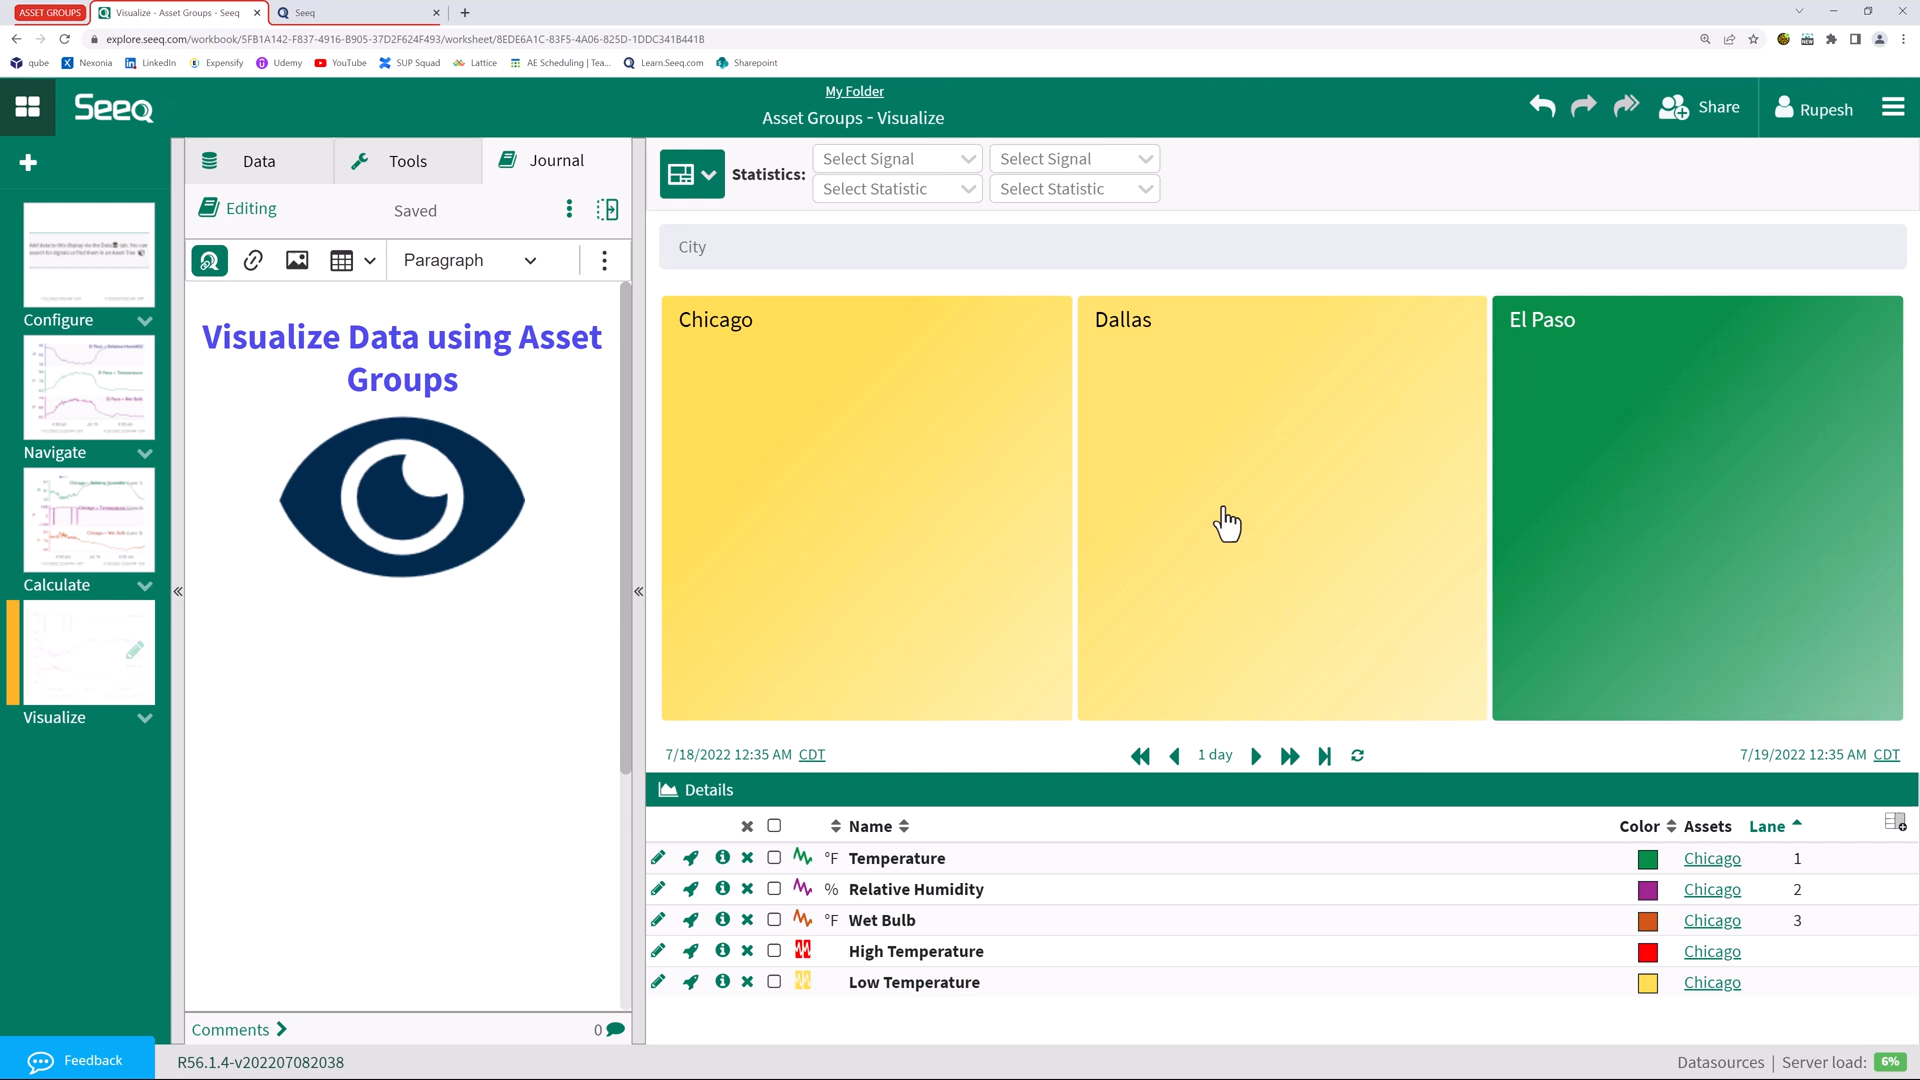 ASSET GROUPS
Visualize - Asset Groups - Seeq
Seeq
explore.seeq.com/workbook/5FB1A142-F837-4916-B905-37D2F624F493/worksheet/8EDE6A1C-83F5-4A06-825D-1DDC341B441B
qube
Nexonia
LinkedIn
Expensify
Udemy
YouTube
SUP Squad
Lattice
AE Scheduling | Tea...
Learn.Seeq.com
Sharepoint
Seeq
My Folder
Asset Groups - Visualize
Share
Rupesh
Data
Tools
Journal
Editing
Saved
Paragraph
Statistics:
Select Signal
Select Signal
Select Statistic
Select Statistic
City
Configure
Navigate
Calculate
Visualize
Visualize Data using Asset
Groups
Chicago
Dallas
El Paso
7/18/2022 12:35 AM CDT
1 day
7/19/2022 12:35 AM CDT
Details
Name
Color
Assets
Lane
°F Temperature Chicago 1
% Relative Humidity Chicago 2
°F Wet Bulb Chicago 3
High Temperature Chicago
Low Temperature Chicago
Comments
0
Feedback
R56.1.4-v202207082038
Datasources | Server load: 6%